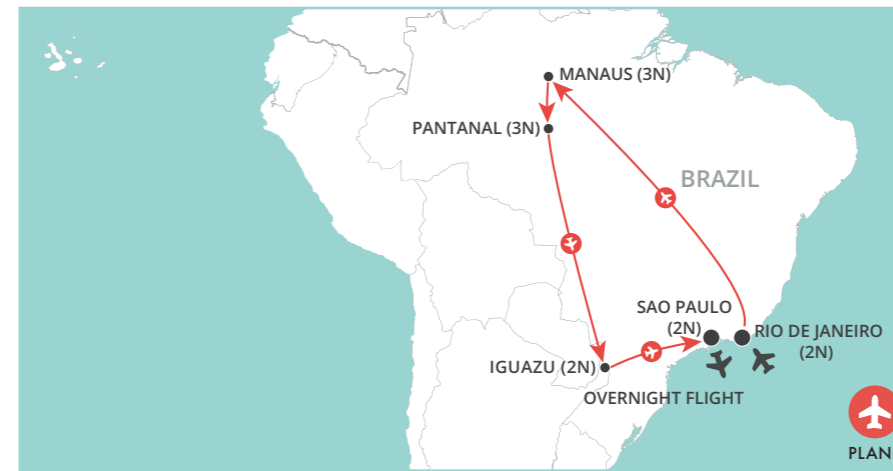 MANAUS (3N)
PANTANAL (3N)
BRAZIL
SAO PAULO
(2N)
RIO DE JANEIRO
(2N)
IGUAZU (2N)
OVERNIGHT FLIGHT
PLAN